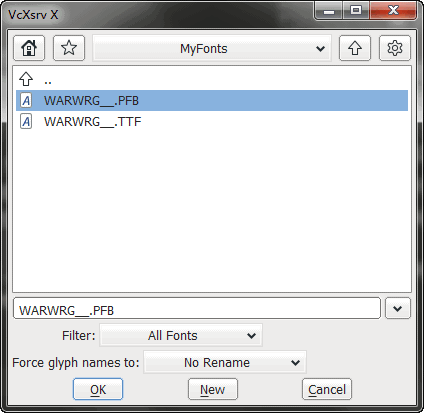 VcXsrv X
MyFonts
..
WARWRG__.PFB
WARWRG__.TTF
WARWRG__.PFB
Filter: All Fonts
Force glyph names to: No Rename
OK New Cancel